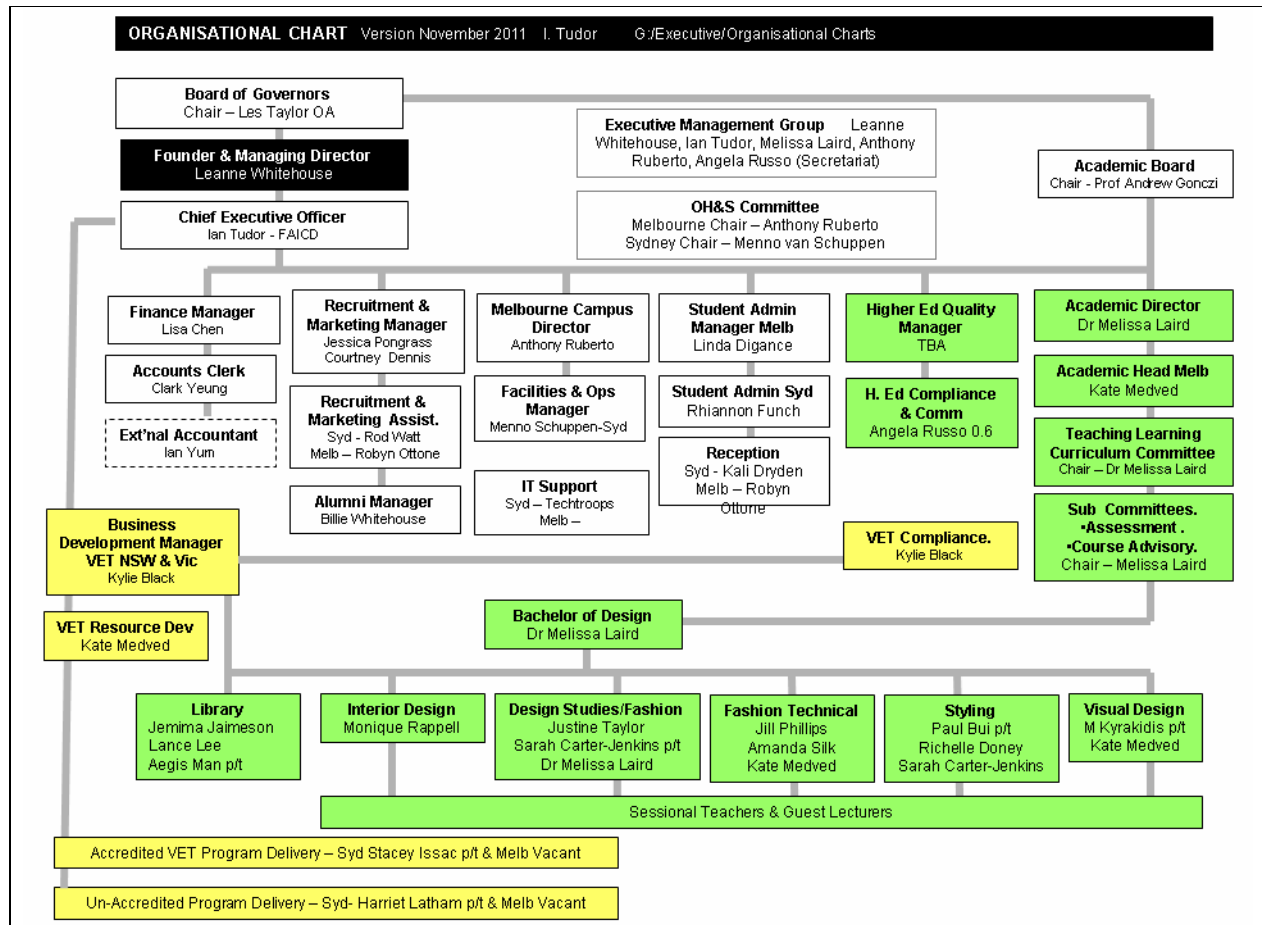 ORGANISATIONAL CHART Version November 2011 I. Tudor G:/Executive/Organisational Charts
Board of Governors
Chair – Les Taylor OA
Founder & Managing Director
Leanne Whitehouse
Chief Executive Officer
Ian Tudor - FAICD
Executive Management Group Leanne
Whitehouse, Ian Tudor, Melissa Laird, Anthony
Ruberto, Angela Russo (Secretariat)
OH&S Committee
Melbourne Chair – Anthony Ruberto
Sydney Chair – Menno van Schuppen
Academic Board
Chair - Prof Andrew Gonczi
Finance Manager
Lisa Chen
Accounts Clerk
Clark Yeung
Ext'nal Accountant
Ian Yum
Recruitment &
Marketing Manager
Jessica Pongrass
Courtney Dennis
Recruitment &
Marketing Assist.
Syd - Rod Watt
Melb – Robyn Ottone
Alumni Manager
Billie Whitehouse
Melbourne Campus
Director
Anthony Ruberto
Facilities & Ops
Manager
Menno Schuppen-Syd
IT Support
Syd – Techtroops
Melb –
Student Admin
Manager Melb
Linda Digance
Student Admin Syd
Rhiannon Funch
Reception
Syd - Kali Dryden
Melb – Robyn
Ottone
Higher Ed Quality
Manager
TBA
H. Ed Compliance
& Comm
Angela Russo 0.6
Academic Director
Dr Melissa Laird
Academic Head Melb
Kate Medved
Teaching Learning
Curriculum Committee
Chair – Dr Melissa Laird
Sub Committees.
•Assessment .
•Course Advisory.
Chair – Melissa Laird
Business
Development Manager
VET NSW & Vic
Kylie Black
VET Compliance.
Kylie Black
VET Resource Dev
Kate Medved
Bachelor of Design
Dr Melissa Laird
Library
Jemima Jaimeson
Lance Lee
Aegis Man p/t
Interior Design
Monique Rappell
Design Studies/Fashion
Justine Taylor
Sarah Carter-Jenkins p/t
Dr Melissa Laird
Fashion Technical
Jill Phillips
Amanda Silk
Kate Medved
Styling
Paul Bui p/t
Richelle Doney
Sarah Carter-Jenkins
Visual Design
M Kyrakidis p/t
Kate Medved
Sessional Teachers & Guest Lecturers
Accredited VET Program Delivery – Syd Stacey Issac p/t & Melb Vacant
Un-Accredited Program Delivery – Syd- Harriet Latham p/t & Melb Vacant